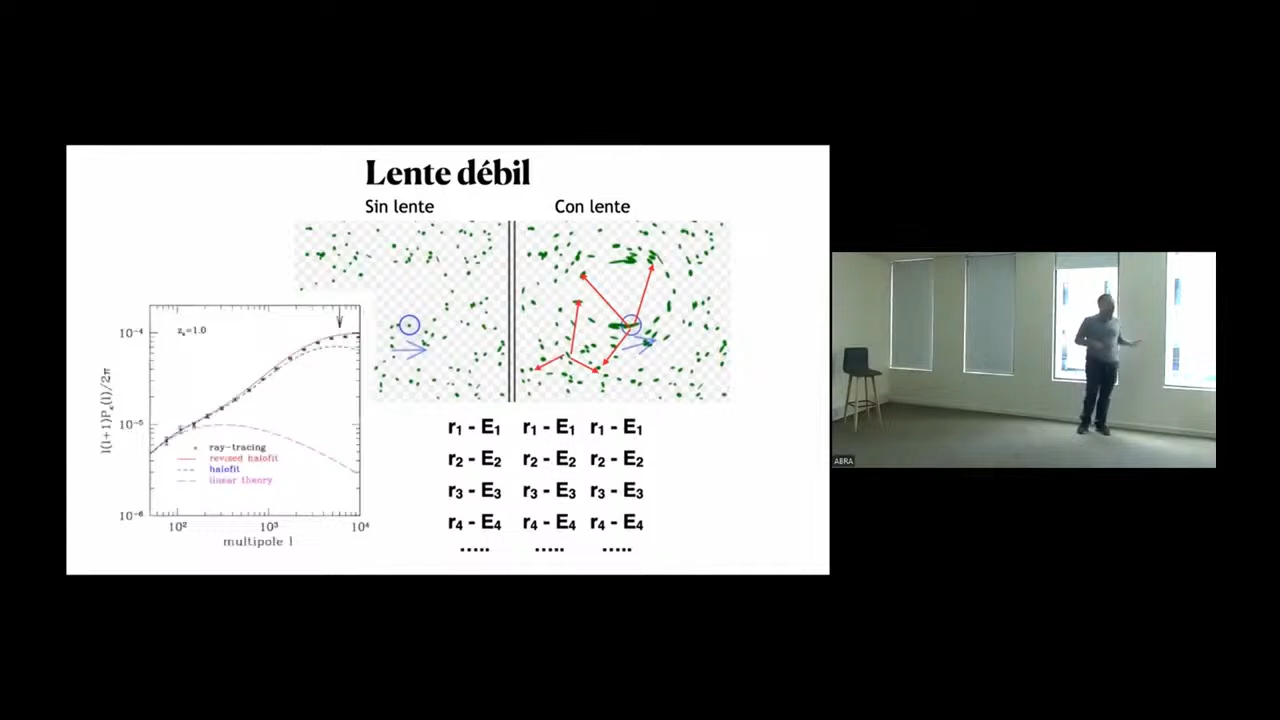 Lente débil
Sin lente
Con lente
z_s=1.0
10⁻⁴
10⁻⁵
10⁻⁶
l(l+1)P_κ(l)/2π
ray-tracing
revised halofit
halofit
linear theory
10² 10³ 10⁴
multipole l
r₁ - E₁ r₁ - E₁ r₁ - E₁
r₂ - E₂ r₂ - E₂ r₂ - E₂
r₃ - E₃ r₃ - E₃ r₃ - E₃
r₄ - E₄ r₄ - E₄ r₄ - E₄
..... ..... .....
ABRA